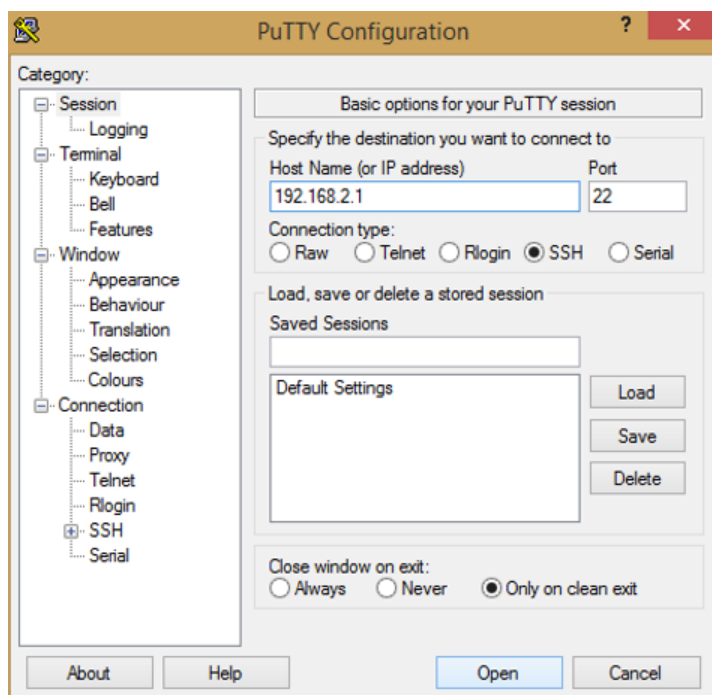 PuTTY Configuration
?
×
Category:
Session
Logging
Terminal
Keyboard
Bell
Features
Window
Appearance
Behaviour
Translation
Selection
Colours
Connection
Data
Proxy
Telnet
Rlogin
SSH
Serial
Basic options for your PuTTY session
Specify the destination you want to connect to
Host Name (or IP address) Port
192.168.2.1 22
Connection type:
Raw Telnet Rlogin SSH Serial
Load, save or delete a stored session
Saved Sessions
Default Settings
Load
Save
Delete
Close window on exit:
Always Never Only on clean exit
About Help Open Cancel